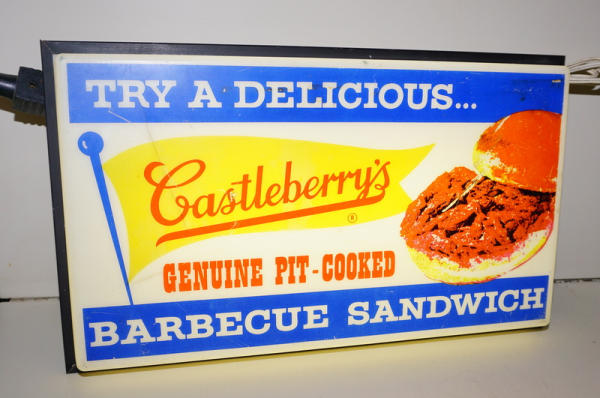 TRY A DELICIOUS...
Castleberry's
®
GENUINE PIT-COOKED
BARBECUE SANDWICH